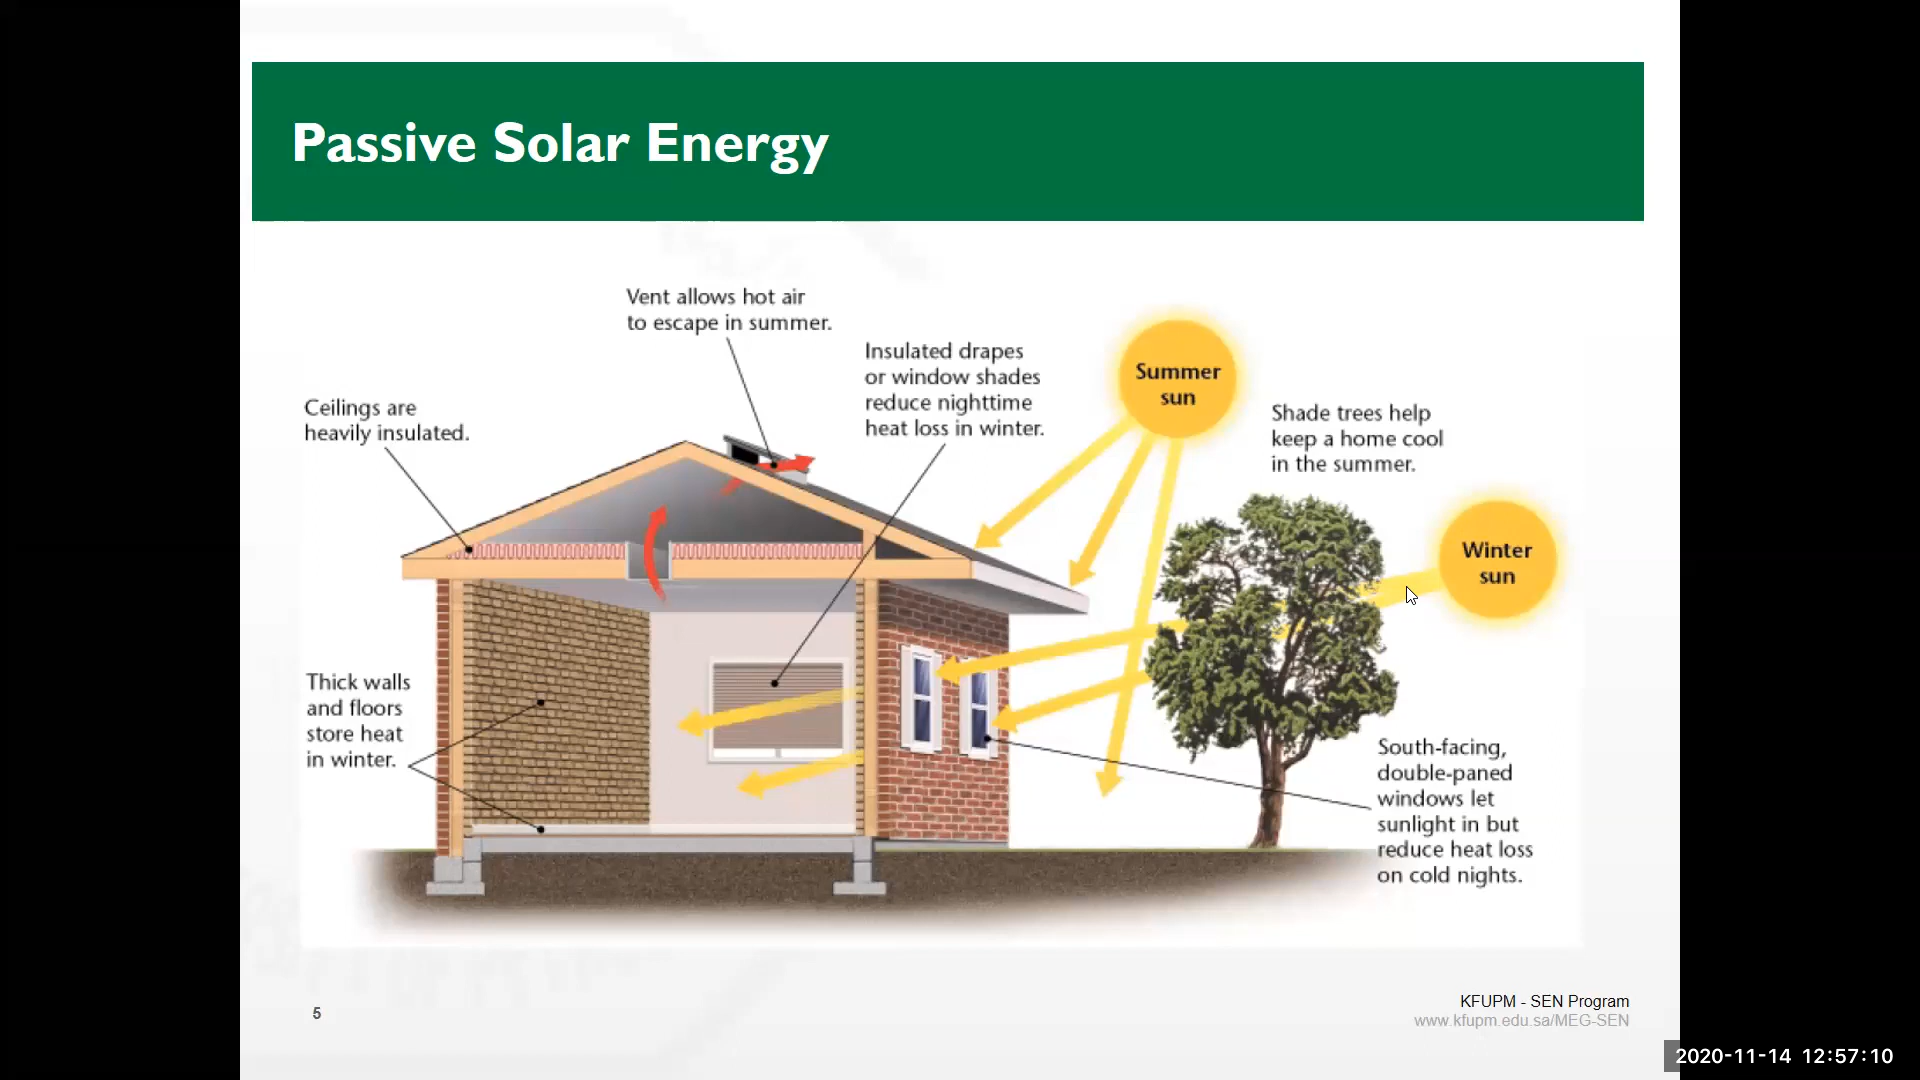 Passive Solar Energy
Vent allows hot air
to escape in summer.
Insulated drapes
or window shades
reduce nighttime
heat loss in winter.
Summer
sun
Ceilings are
heavily insulated.
Shade trees help
keep a home cool
in the summer.
Winter
sun
Thick walls
and floors
store heat
in winter.
South-facing,
double-paned
windows let
sunlight in but
reduce heat loss
on cold nights.
5
KFUPM - SEN Program
www.kfupm.edu.sa/MEG-SEN
2020-11-14 12:57:10